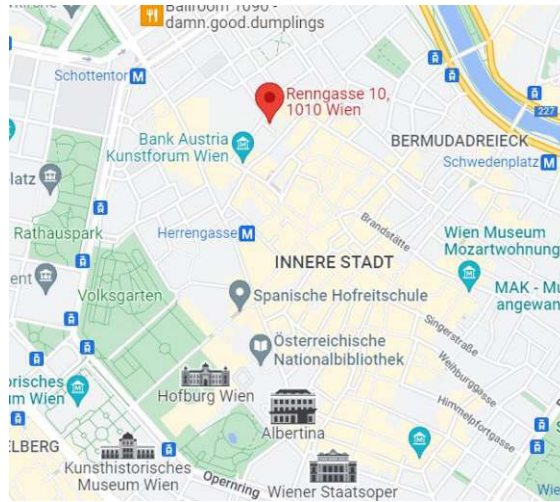 Ballroom 1090 -
damn.good.dumplings
Schottentor M
Renngasse 10,
1010 Wien
227
Bank Austria
Kunstforum Wien
BERMUDADREIECK
Schwedenplatz M
latz
Rathauspark
Herrengasse M
Brandstätte
Wien Museum
Mozartwohnung
INNERE STADT
ent
Volksgarten
Spanische Hofreitschule
MAK - Mu
angewan
Singerstraße
Österreichische
Nationalbibliothek
Weihburggasse
orisches
m Wien
Hofburg Wien
Himmelpfortgasse
Albertina
ELBERG
Kunsthistorisches
Museum Wien
Opernring
Wiener Staatsoper
Wie